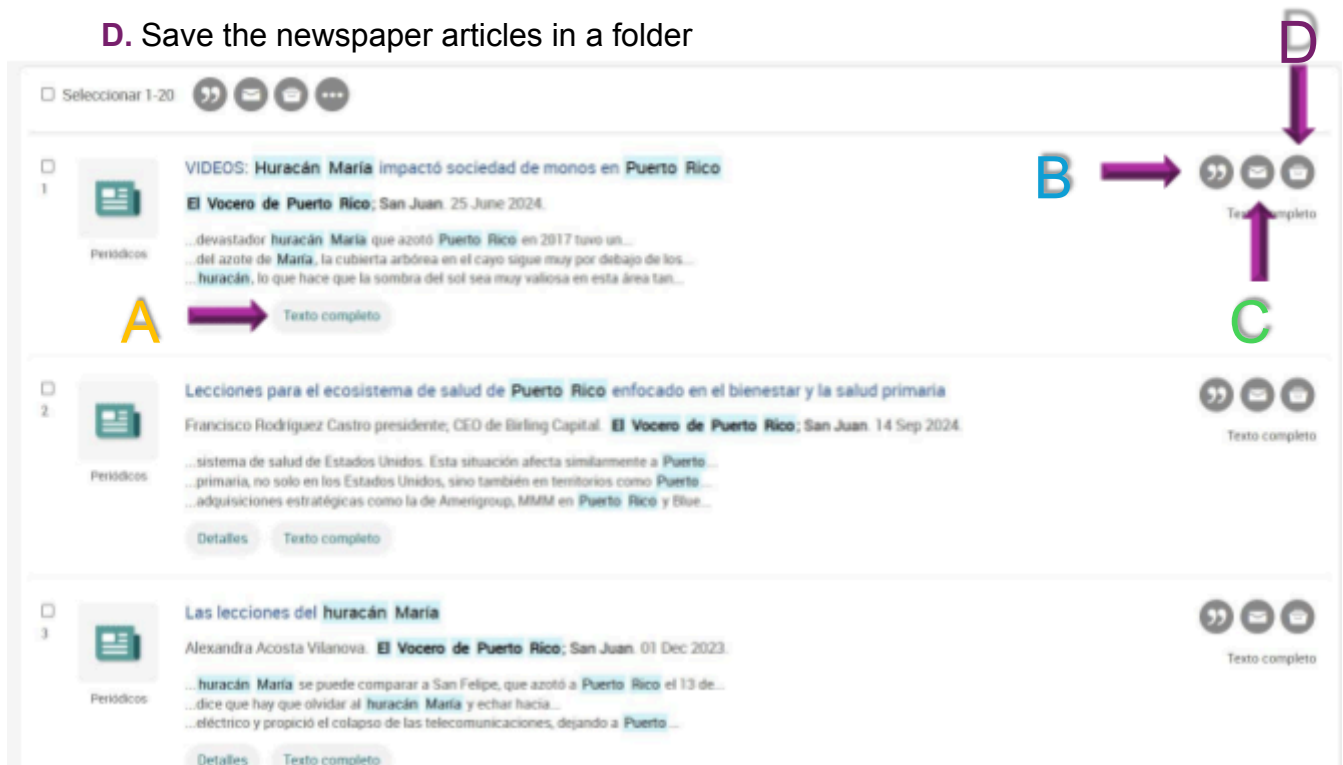 D. Save the newspaper articles in a folder
D
Seleccionar 1-20
1
VIDEOS: Huracán María impactó sociedad de monos en Puerto Rico
B
El Vocero de Puerto Rico; San Juan. 25 June 2024.
Periódicos
...devastador huracán María que azotó Puerto Rico en 2017 tuvo un...
...del azote de María, la cubierta arbórea en el cayo sigue muy por debajo de los...
...huracán, lo que hace que la sombra del sol sea muy valiosa en esta área tan...
A
Texto completo
C
2
Lecciones para el ecosistema de salud de Puerto Rico enfocado en el bienestar y la salud primaria
Francisco Rodríguez Castro presidente; CEO de Birling Capital. El Vocero de Puerto Rico; San Juan. 14 Sep 2024.
Texto completo
Periódicos
...sistema de salud de Estados Unidos. Esta situación afecta similarmente a Puerto...
...primaria, no solo en los Estados Unidos, sino también en territorios como Puerto...
...adquisiciones estratégicas como la de Amerigroup, MMM en Puerto Rico y Blue...
Detalles Texto completo
3
Las lecciones del huracán María
Alexandra Acosta Vilanova. El Vocero de Puerto Rico; San Juan. 01 Dec 2023.
Texto completo
Periódicos
...huracán María se puede comparar a San Felipe, que azotó a Puerto Rico el 13 de...
...dice que hay que olvidar al huracán María y echar hacia...
...eléctrico y propició el colapso de las telecomunicaciones, dejando a Puerto...
Detalles Texto completo